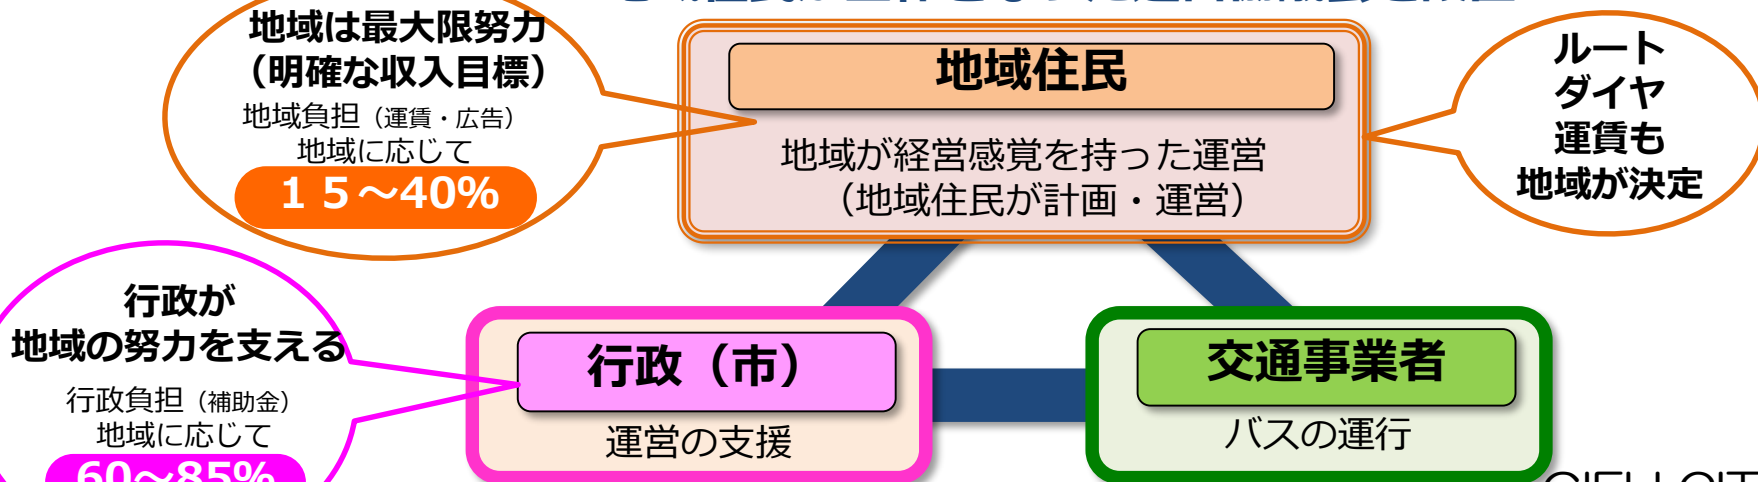 地域は最大限努力
（明確な収入目標）
地域負担（運賃・広告）
地域に応じて
１５～40%
地域住民
地域が経営感覚を持った運営
（地域住民が計画・運営）
ルート
ダイヤ
運賃も
地域が決定
行政が
地域の努力を支える
行政負担（補助金）
地域に応じて
60～85%
行政（市）
運営の支援
交通事業者
バスの運行